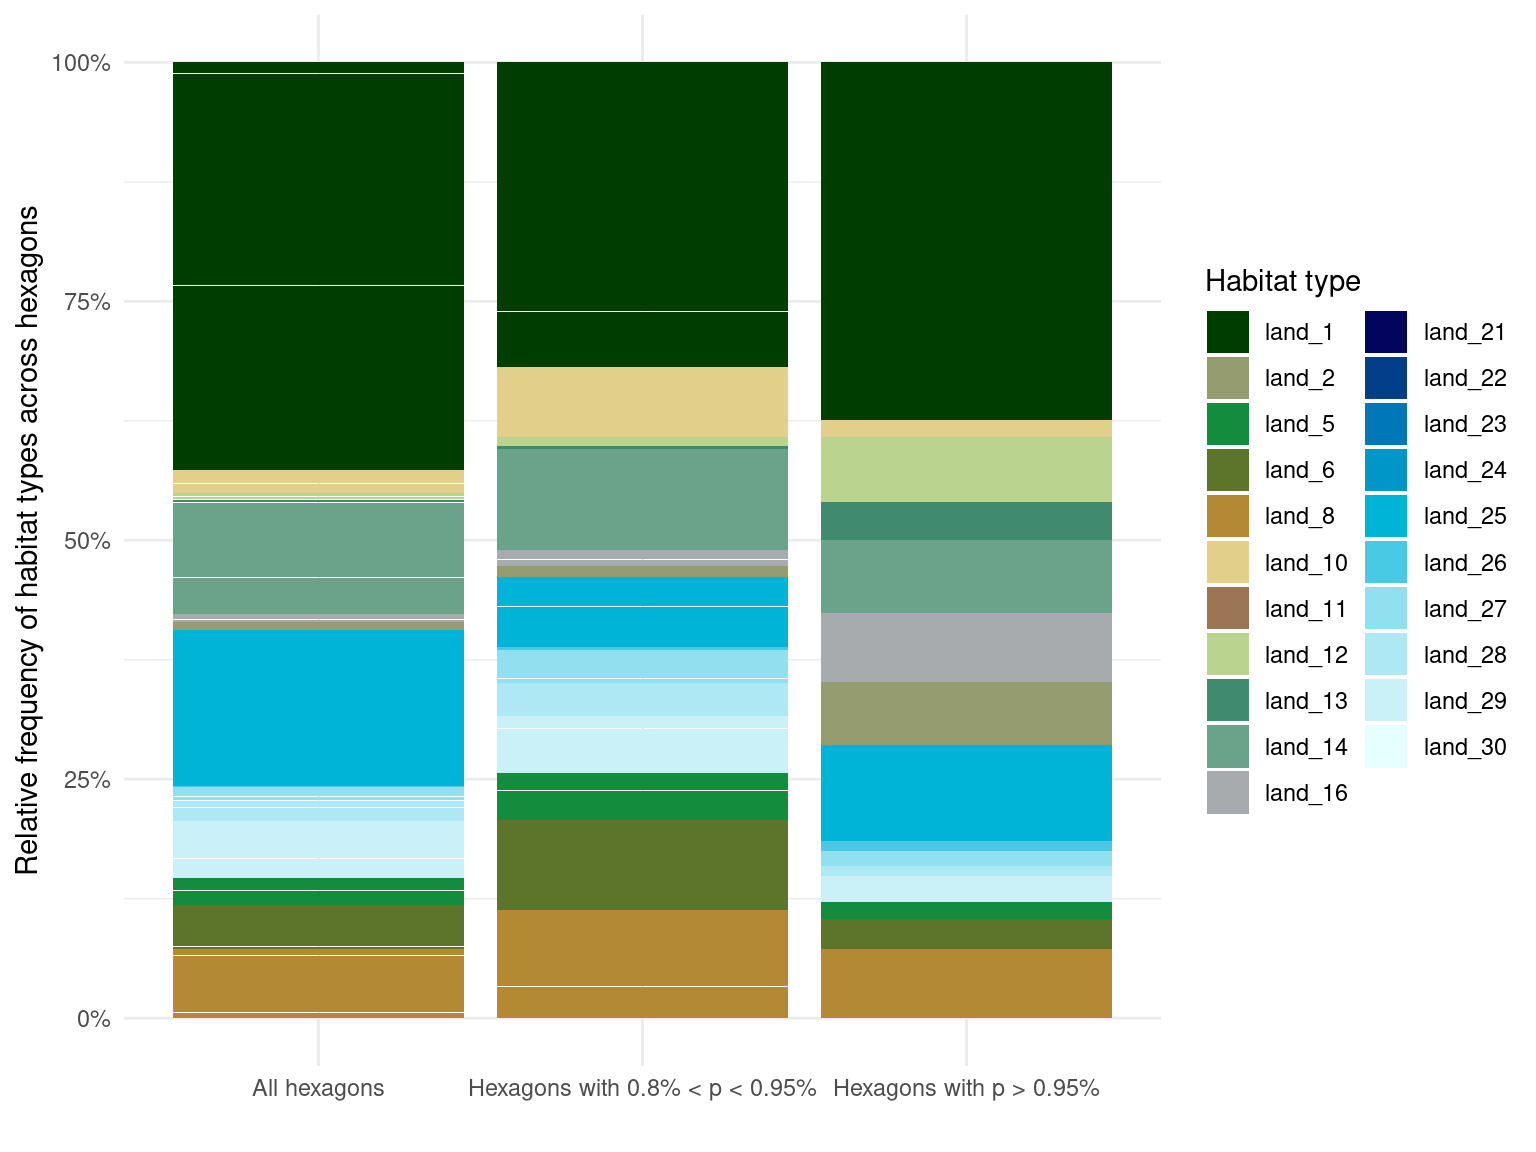 Relative frequency of habitat types across hexagons
100%
75%
50%
25%
0%
All hexagons
Hexagons with 0.8% < p < 0.95%
Hexagons with p > 0.95%
Habitat type
land_1
land_2
land_5
land_6
land_8
land_10
land_11
land_12
land_13
land_14
land_16
land_21
land_22
land_23
land_24
land_25
land_26
land_27
land_28
land_29
land_30